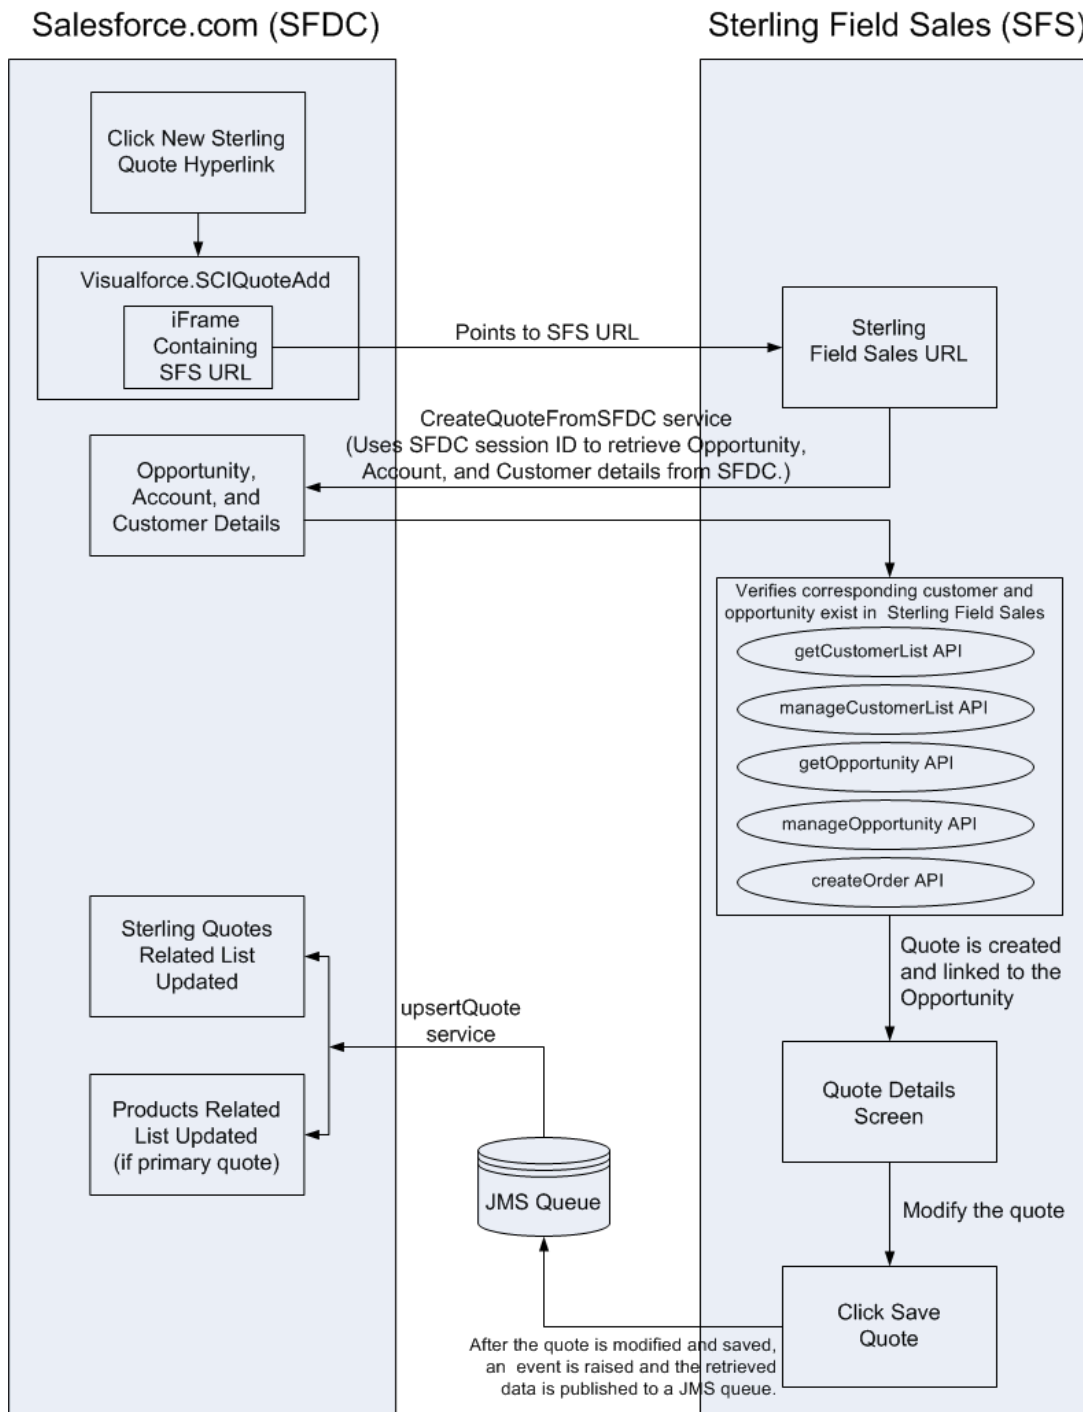 Salesforce.com (SFDC)
Sterling Field Sales (SFS)
Click New Sterling
Quote Hyperlink
Visualforce.SCIQuoteAdd
iFrame
Containing
SFS URL
Points to SFS URL
Sterling
Field Sales URL
CreateQuoteFromSFDC service
(Uses SFDC session ID to retrieve Opportunity,
Account, and Customer details from SFDC.)
Opportunity,
Account, and
Customer Details
Verifies corresponding customer and
opportunity exist in Sterling Field Sales
getCustomerList API
manageCustomerList API
getOpportunity API
manageOpportunity API
createOrder API
Quote is created
and linked to the
Opportunity
Sterling Quotes
Related List
Updated
upsertQuote
service
Products Related
List Updated
(if primary quote)
JMS Queue
Quote Details
Screen
Modify the quote
Click Save
Quote
After the quote is modified and saved,
an event is raised and the retrieved
data is published to a JMS queue.